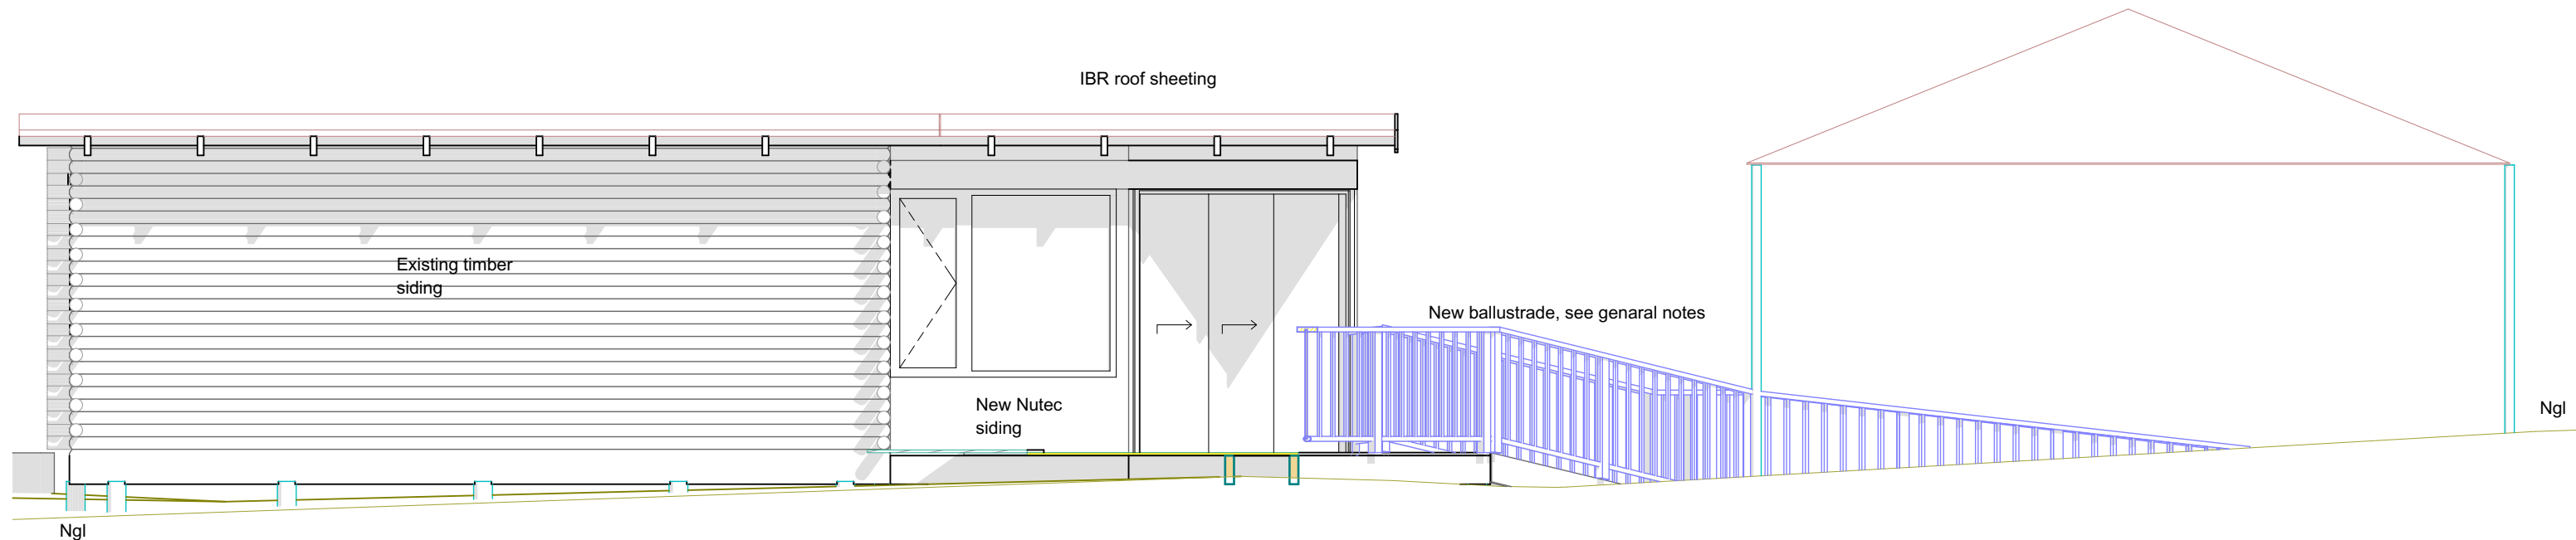 IBR roof sheeting
Existing timber
siding
New ballustrade, see genaral notes
New Nutec
siding
Ngl
Ngl